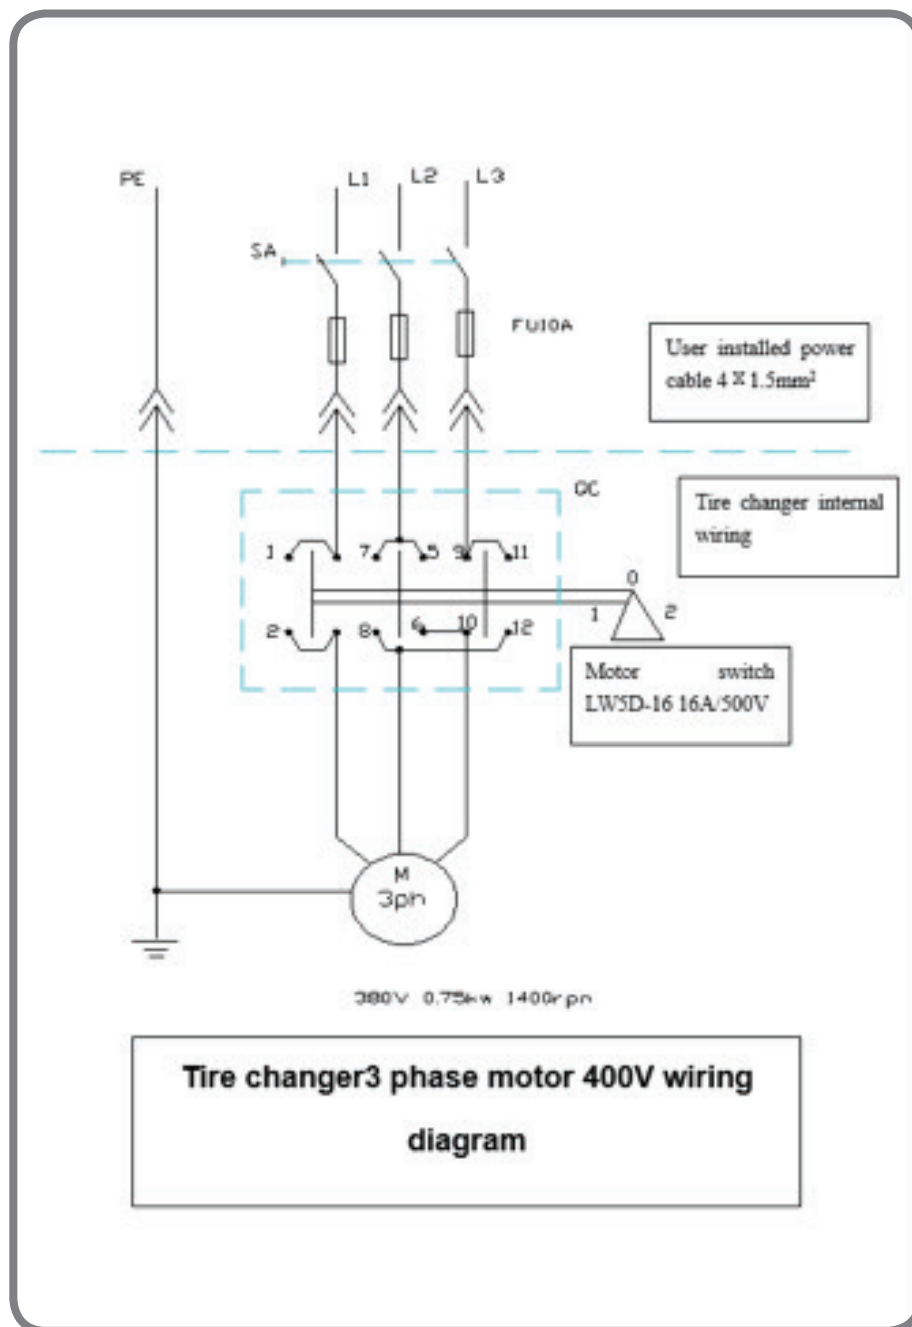 PE
L1
L2
L3
SA
FU10A
User installed power
cable 4 X 1.5mm²
QC
Tire changer internal
wiring
1 7 5 9 11
0
1 2
2 8 6 10 12
Motor switch
LW5D-16 16A/500V
M
3ph
380V 0.75kw 1400rpn
Tire changer3 phase motor 400V wiring
diagram